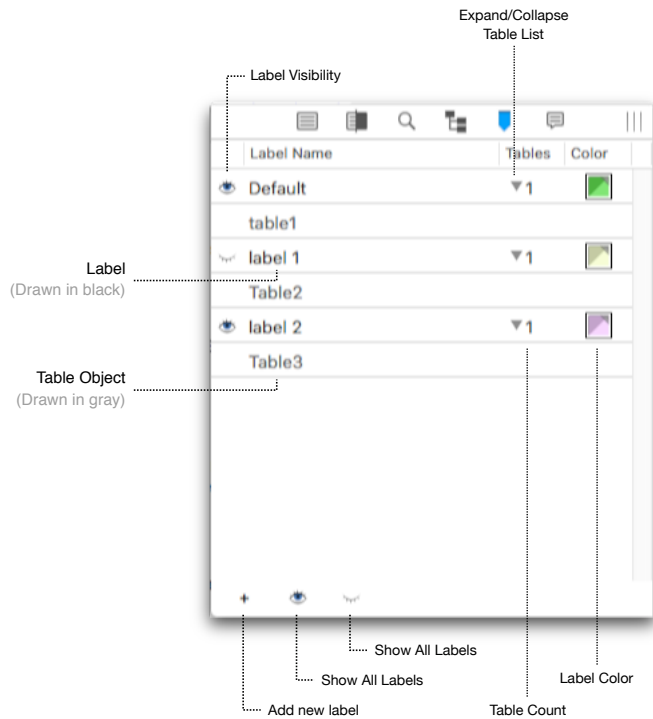 Expand/Collapse
Table List
Label Visibility
Label Name Tables Color
Default 1
table1
label 1 1
Label
(Drawn in black)
Table2
label 2 1
Table3
Table Object
(Drawn in gray)
+
Show All Labels
Show All Labels
Label Color
Add new label
Table Count